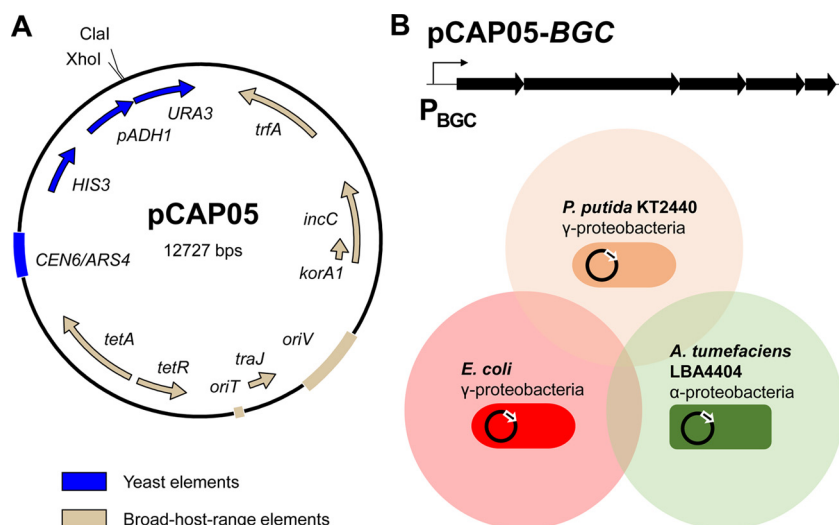 A
ClaI
XhoI
URA3
pADH1
HIS3
trfA
pCAP05
12727 bps
incC
korA1
CEN6/ARS4
tetA
tetR
traJ
oriT
oriV
Yeast elements
Broad-host-range elements
B
pCAP05-BGC
PBGC
P. putida KT2440
γ-proteobacteria
E. coli
γ-proteobacteria
A. tumefaciens
LBA4404
α-proteobacteria